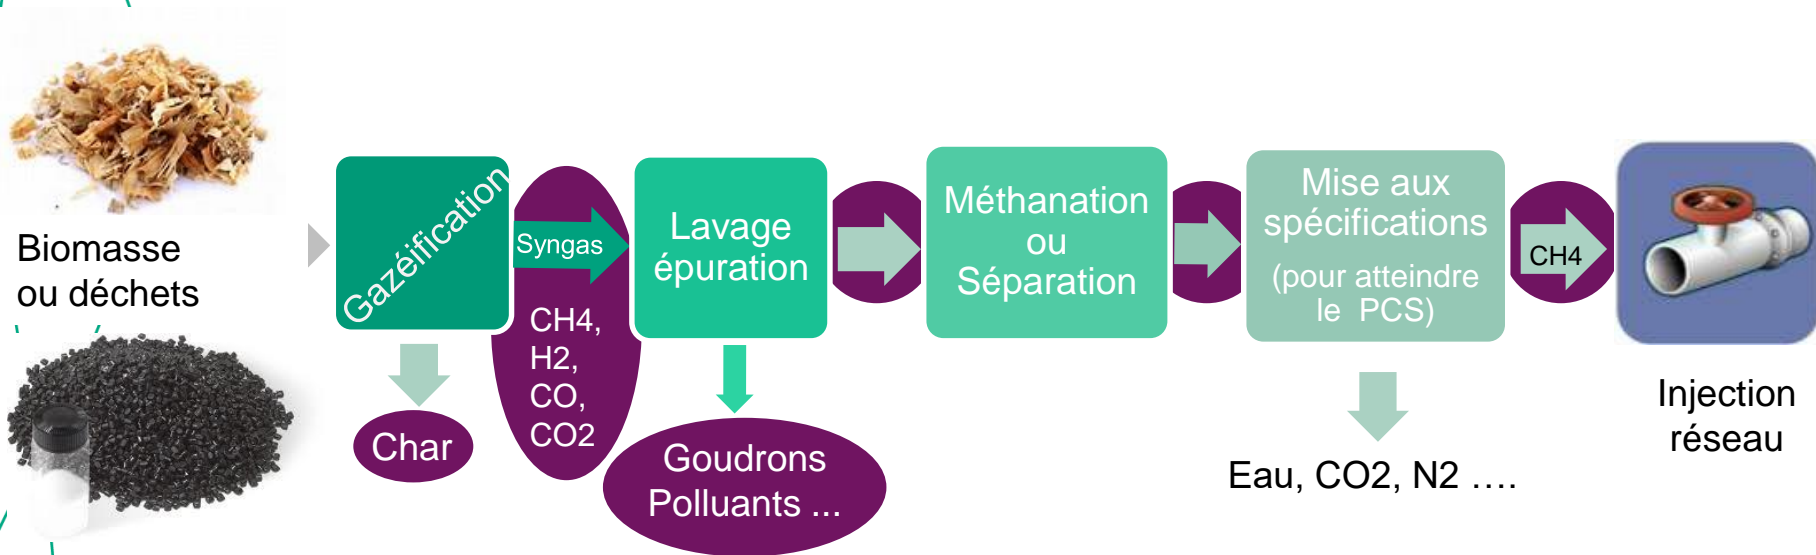 Biomasse
ou déchets
Gazéification
Char
Syngas
CH4,
H2,
CO,
CO2
Lavage
épuration
Goudrons
Polluants ...
Méthanation
ou
Séparation
Mise aux
spécifications
(pour atteindre
le PCS)
Eau, CO2, N2 ....
CH4
Injection
réseau